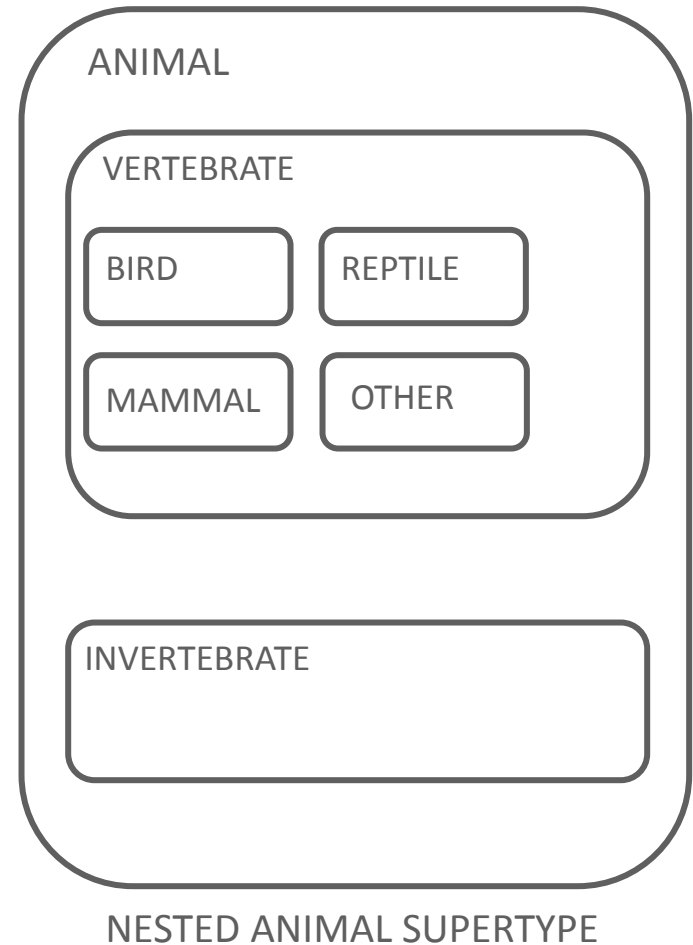 ANIMAL
VERTEBRATE
BIRD
REPTILE
MAMMAL
OTHER
INVERTEBRATE
NESTED ANIMAL SUPERTYPE